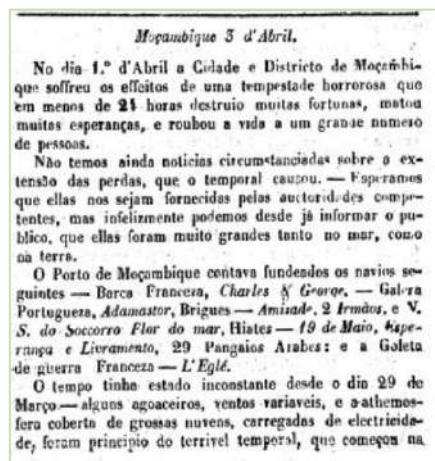 Moçambique 3 d'Abril.
No dia 1.º d'Abril a Cidade e Districto de Moçambi-
que soffreu os effeitos de uma tempestade horrorosa que
em menos de 24 horas destruio muitas fortunas, matou
muitas esperanças, e roubou a vida a um grande numero
de pessoas.
Não temos ainda noticias circumstanciadas sobre a ex-
tensão das perdas, que o temporal causou. — Esperamos
que ellas nos sejam fornecidas pelas auctoridades compe-
tentes, mas infelizmente podemos desde já informar o pu-
blico, que ellas foram muito grandes tanto no mar, como
na terra.
O Porto de Moçambique contava fundeados os navios se-
guintes — Barca Franceza, Charles & George, — Galera
Portugueza, Adamastor, Brigues — Amisade, 2 Irmãos, e V.
S. do Soccorro Flor do mar, Hiates — 19 de Maio, Espe-
rança e Livramento, 29 Pangaios Arabes: e a Goleta
de guerra Franceza — L'Eglé.
O tempo tinha estado inconstante desde o dia 29 de
Março — alguns agoaceiros, ventos variaveis, e a athemos-
fera coberta de grossas nuvens, carregadas de electricida-
de, foram principio do terrivel temporal, que começou na